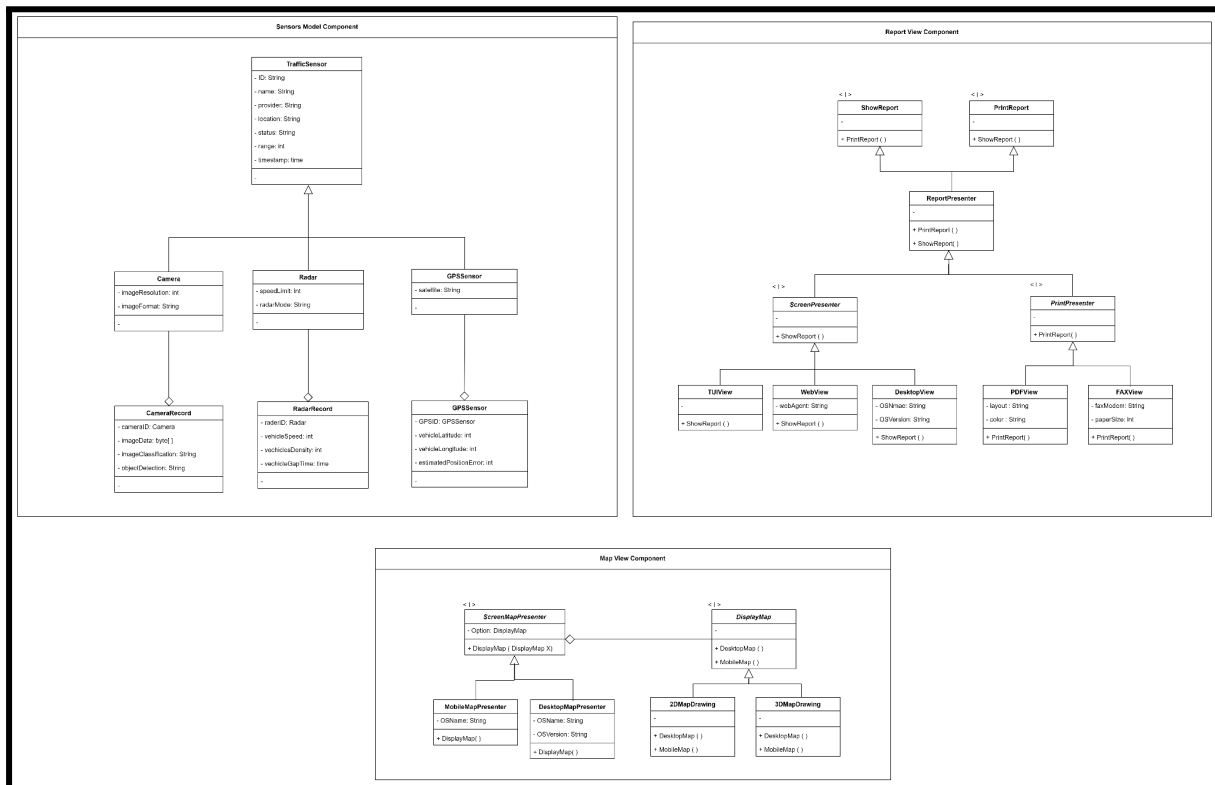 Sensors Model Component
TrafficSensor
- ID: String
- name: String
- provider: String
- location: String
- status: String
- range: int
- timestamp: time
-
Camera
- imageResolution: int
- imageFormat: String
-
Radar
- speedLimit: int
- radarMode: String
-
GPSSensor
- satellite: String
-
CameraRecord
- cameraID: Camera
- imageData: byte[ ]
- imageClassification: String
- objectDetection: String
-
RadarRecord
- raderID: Radar
- vehicleSpeed: int
- vechiclesDensity: int
- vechicleGapTime: time
-
GPSSensor
- GPSID: GPSSensor
- vehicleLatitude: int
- vehicleLongitude: int
- estimatedPositionError: int
-
Report View Component
< I >
ShowReport
-
+ PrintReport ( )
< I >
PrintReport
-
+ ShowReport ( )
ReportPresenter
-
+ PrintReport ( )
+ ShowReport( )
< I >
ScreenPresenter
-
+ ShowReport ( )
< I >
PrintPresenter
-
+ PrintReport( )
TUIView
-
+ ShowReport ( )
WebView
- webAgent: String
+ ShowReport ( )
DesktopView
- OSNmae: String
- OSVersion: String
+ ShowReport ( )
PDFView
- layout : String
- color : String
+ PrintReport( )
FAXView
- faxModem: String
- paperSize: int
+ PrintReport( )
Map View Component
< I >
ScreenMapPresenter
- Option: DisplayMap
+ DisplayMap ( DisplayMap X)
< I >
DisplayMap
-
+ DesktopMap ( )
+ MobileMap ( )
MobileMapPresenter
- OSName: String
+ DisplayMap( )
DesktopMapPresenter
- OSName: String
- OSVersion: String
+ DisplayMap( )
2DMapDrawing
-
+ DesktopMap ( )
+ MobileMap ( )
3DMapDrawing
-
+ DesktopMap ( )
+ MobileMap ( )